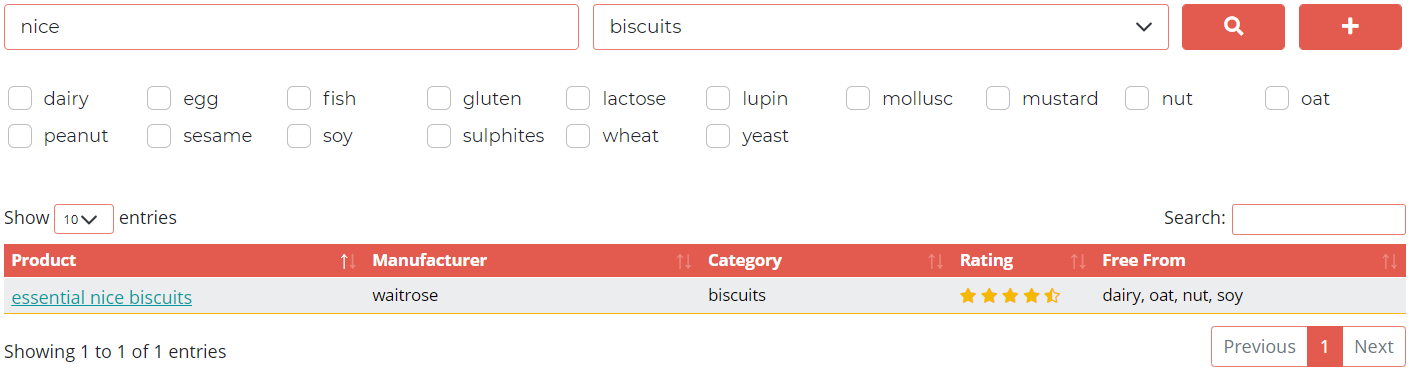 nice biscuits
dairy egg fish gluten lactose lupin mollusc mustard nut oat
peanut sesame soy sulphites wheat yeast
Show 10 entries Search:
Product Manufacturer Category Rating Free From
essential nice biscuits waitrose biscuits dairy, oat, nut, soy
Showing 1 to 1 of 1 entries Previous 1 Next